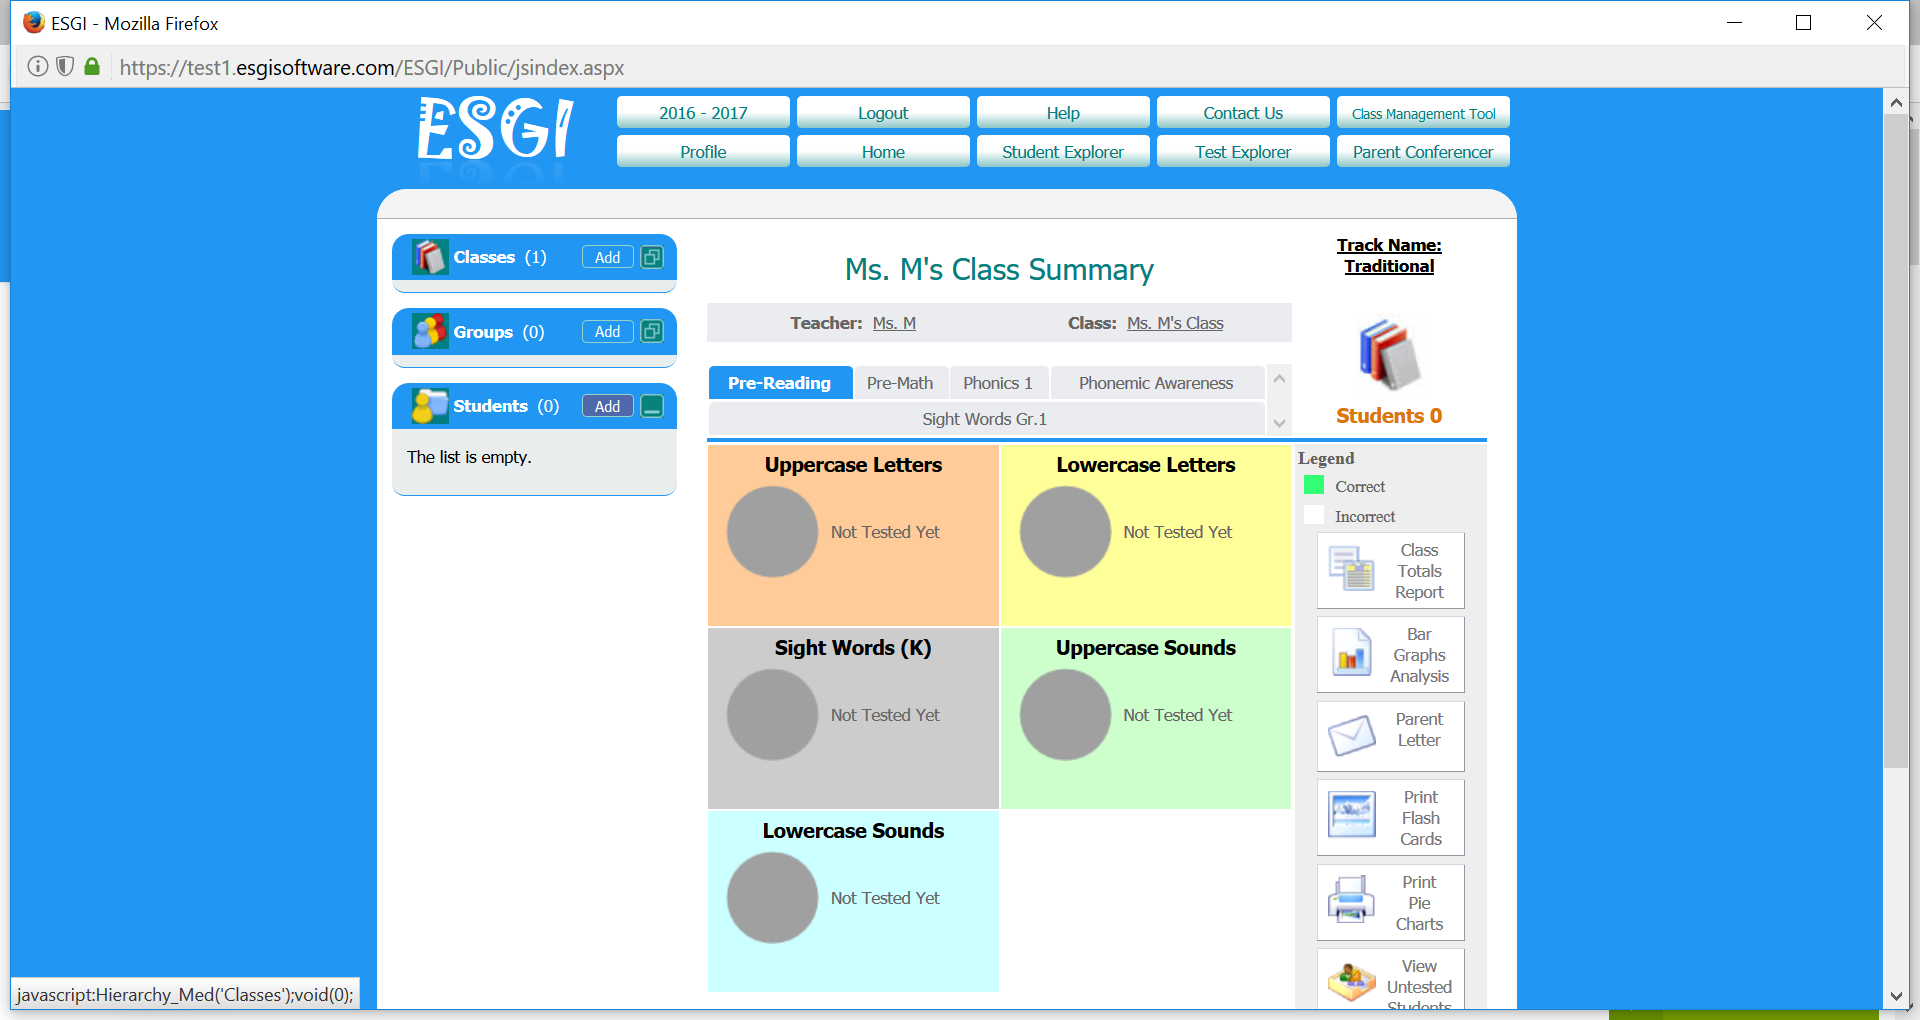 ESGI - Mozilla Firefox
https://test1.esgisoftware.com/ESGI/Public/jsindex.aspx
ESGI
2016 - 2017
Logout
Help
Contact Us
Class Management Tool
Profile
Home
Student Explorer
Test Explorer
Parent Conferencer
Classes (1)
Add
Groups (0)
Add
Students (0)
Add
The list is empty.
Ms. M's Class Summary
Teacher: Ms. M
Class: Ms. M's Class
Track Name:
Traditional
Students 0
Pre-Reading
Pre-Math
Phonics 1
Phonemic Awareness
Sight Words Gr.1
Uppercase Letters
Not Tested Yet
Lowercase Letters
Not Tested Yet
Sight Words (K)
Not Tested Yet
Uppercase Sounds
Not Tested Yet
Lowercase Sounds
Not Tested Yet
Legend
Correct
Incorrect
Class
Totals
Report
Bar
Graphs
Analysis
Parent
Letter
Print
Flash
Cards
Print
Pie
Charts
View
Untested
Students
javascript:Hierarchy_Med('Classes');void(0);